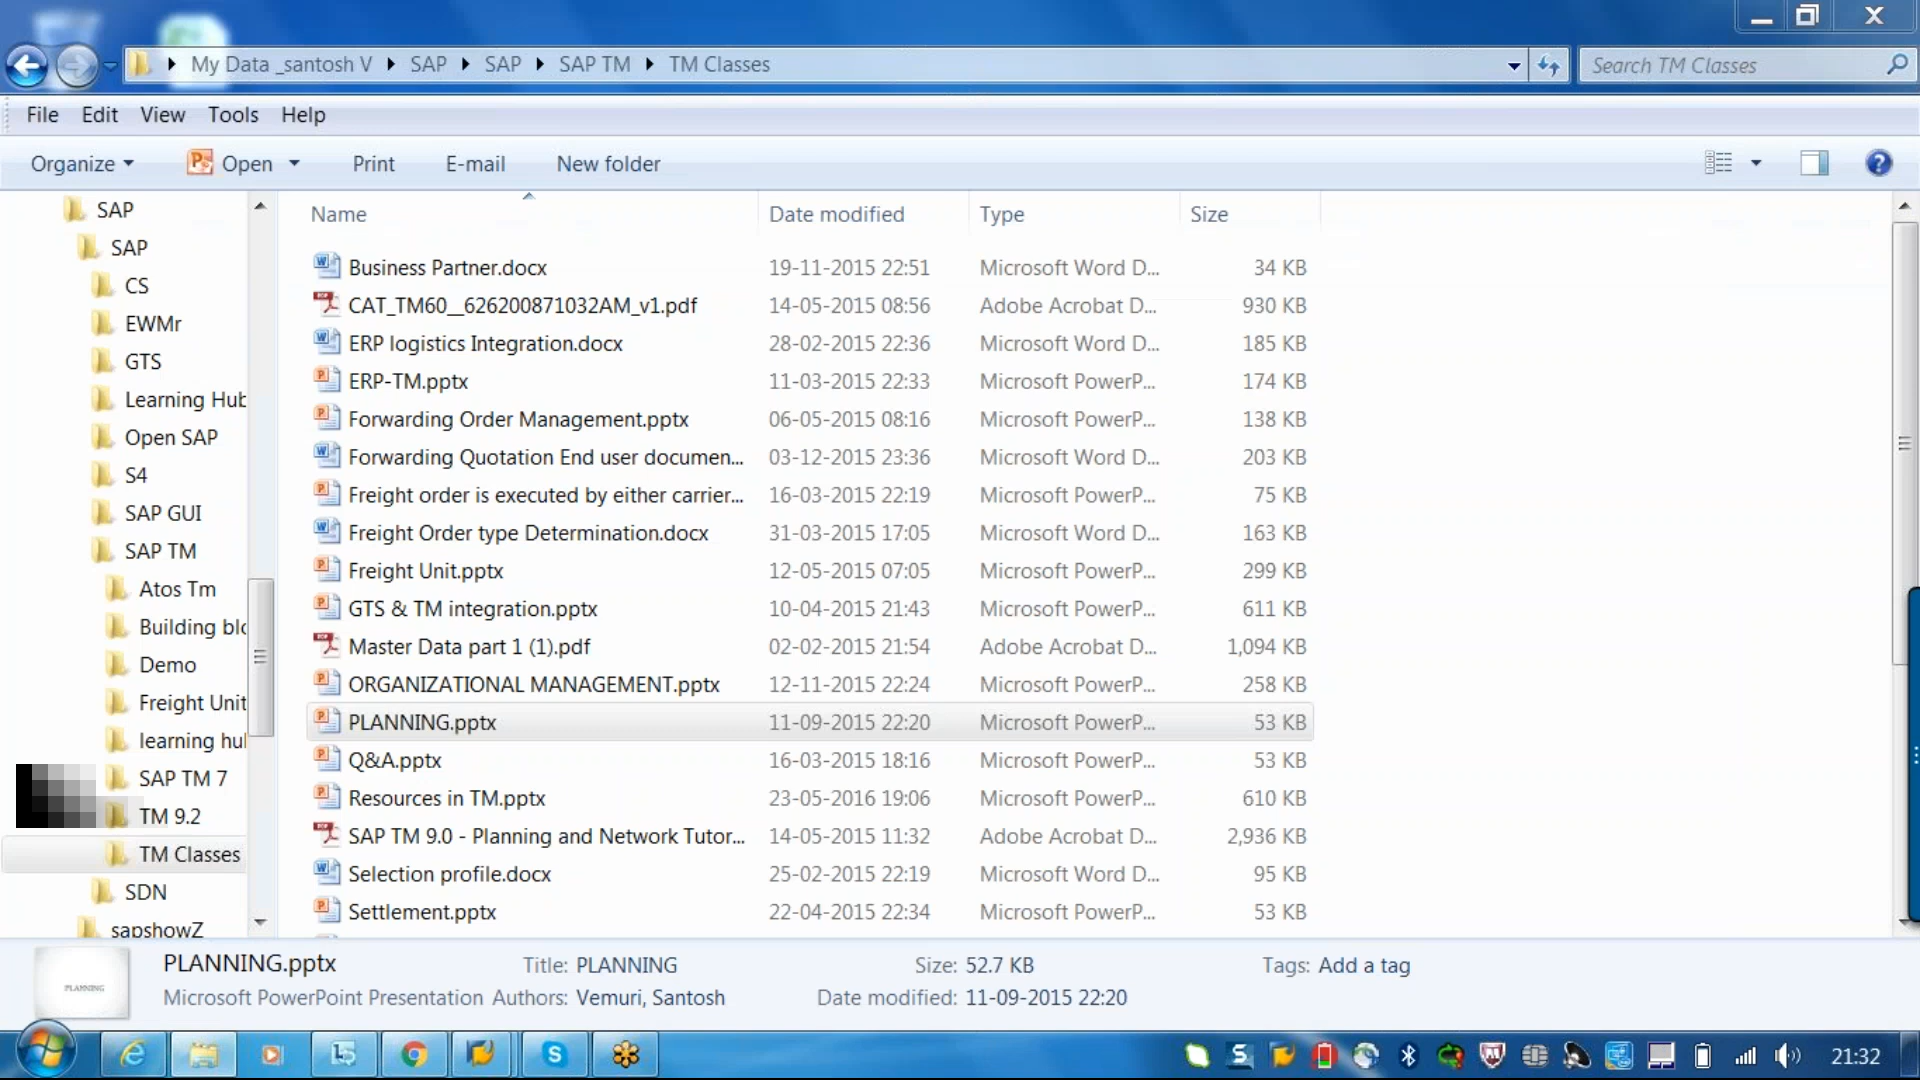 My Data _santosh V SAP SAP SAP TM TM Classes
Search TM Classes
File Edit View Tools Help
Organize Open Print E-mail New folder
SAP
SAP
CS
EWMr
GTS
Learning Hub
Open SAP
S4
SAP GUI
SAP TM
Atos Tm
Building blo
Demo
Freight Unit
learning hu
SAP TM 7
TM 9.2
TM Classes
SDN
sapshowZ
Name Date modified Type Size
Business Partner.docx 19-11-2015 22:51 Microsoft Word D... 34 KB
CAT_TM60__626200871032AM_v1.pdf 14-05-2015 08:56 Adobe Acrobat D... 930 KB
ERP logistics Integration.docx 28-02-2015 22:36 Microsoft Word D... 185 KB
ERP-TM.pptx 11-03-2015 22:33 Microsoft PowerP... 174 KB
Forwarding Order Management.pptx 06-05-2015 08:16 Microsoft PowerP... 138 KB
Forwarding Quotation End user documen... 03-12-2015 23:36 Microsoft Word D... 203 KB
Freight order is executed by either carrier... 16-03-2015 22:19 Microsoft PowerP... 75 KB
Freight Order type Determination.docx 31-03-2015 17:05 Microsoft Word D... 163 KB
Freight Unit.pptx 12-05-2015 07:05 Microsoft PowerP... 299 KB
GTS & TM integration.pptx 10-04-2015 21:43 Microsoft PowerP... 611 KB
Master Data part 1 (1).pdf 02-02-2015 21:54 Adobe Acrobat D... 1,094 KB
ORGANIZATIONAL MANAGEMENT.pptx 12-11-2015 22:24 Microsoft PowerP... 258 KB
PLANNING.pptx 11-09-2015 22:20 Microsoft PowerP... 53 KB
Q&A.pptx 16-03-2015 18:16 Microsoft PowerP... 53 KB
Resources in TM.pptx 23-05-2016 19:06 Microsoft PowerP... 610 KB
SAP TM 9.0 - Planning and Network Tutor... 14-05-2015 11:32 Adobe Acrobat D... 2,936 KB
Selection profile.docx 25-02-2015 22:19 Microsoft Word D... 95 KB
Settlement.pptx 22-04-2015 22:34 Microsoft PowerP... 53 KB
PLANNING
PLANNING.pptx Title: PLANNING Size: 52.7 KB Tags: Add a tag
Microsoft PowerPoint Presentation Authors: Vemuri, Santosh Date modified: 11-09-2015 22:20
21:32